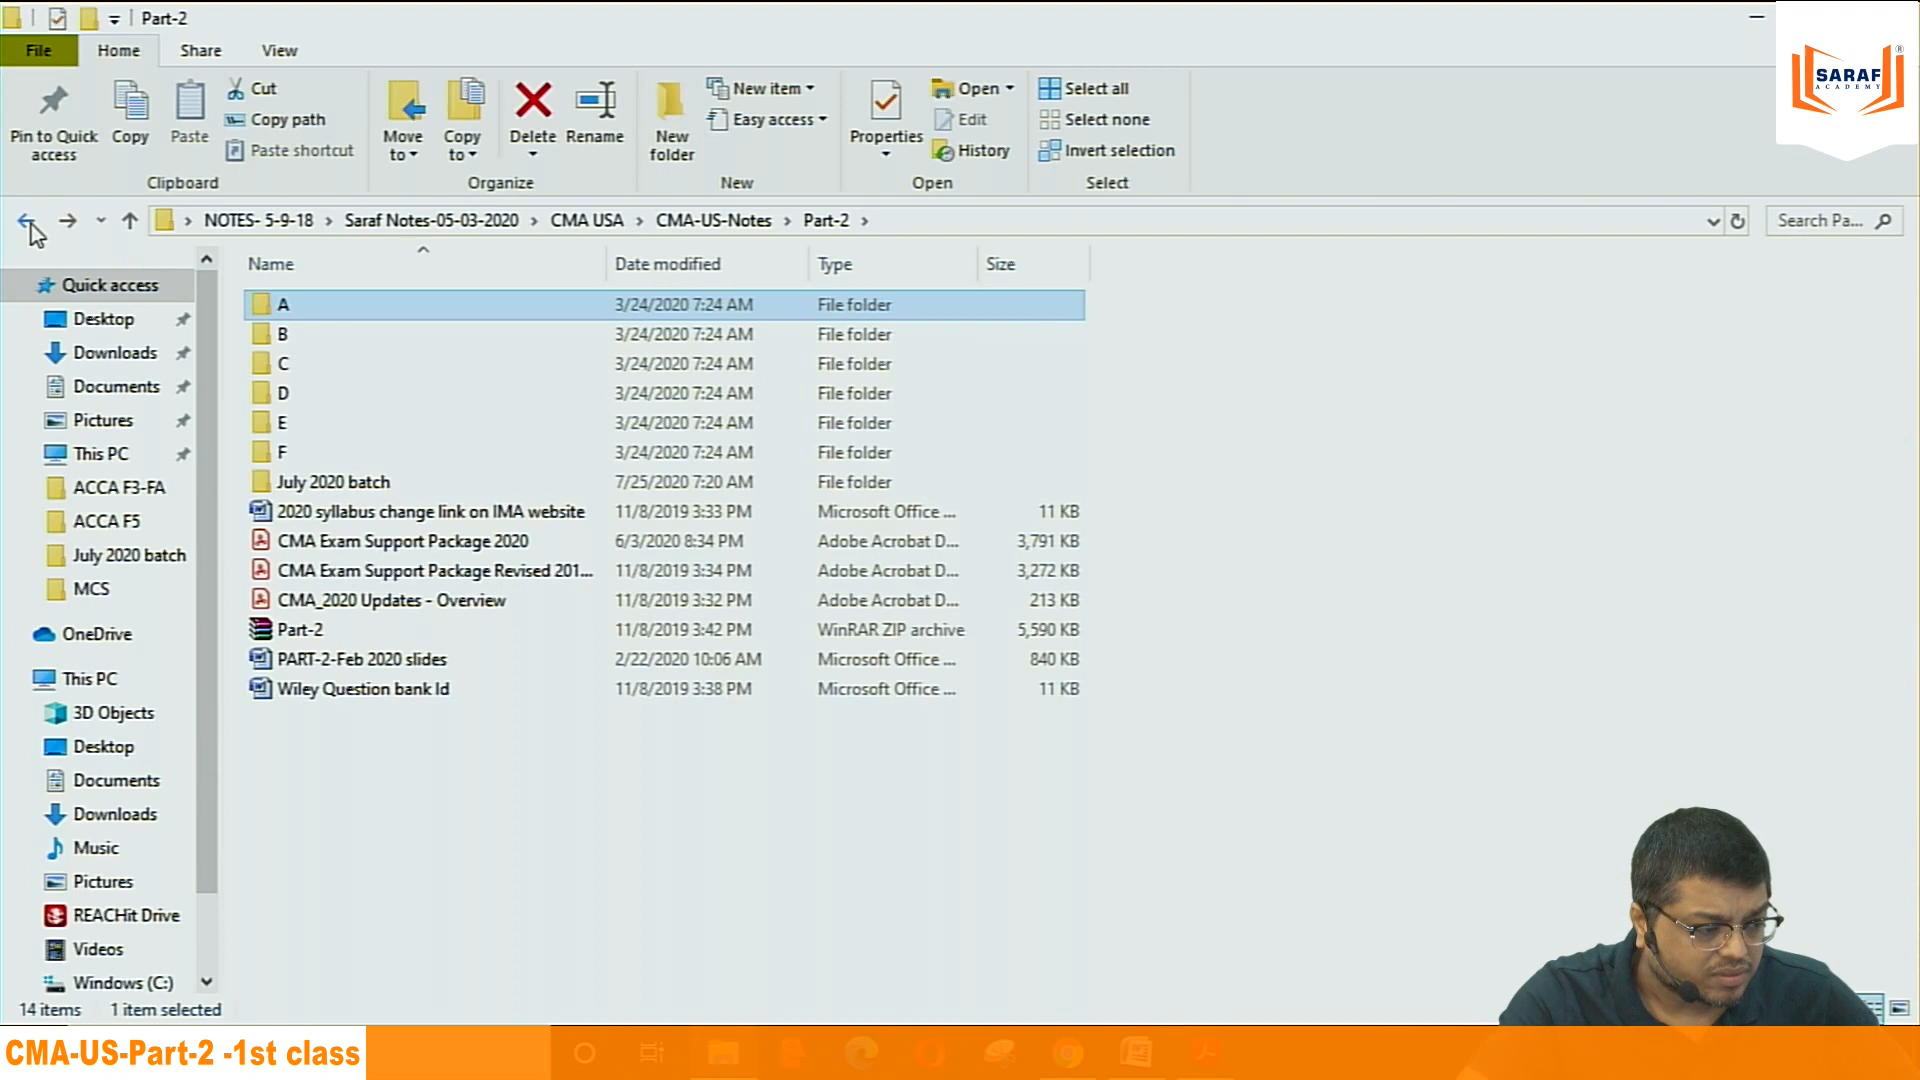 Part-2
File Home Share View
Pin to Quick access
Copy
Paste
Cut
Copy path
Paste shortcut
Clipboard
Move to
Copy to
Delete
Rename
Organize
New folder
New item
Easy access
New
Properties
Open
Edit
History
Open
Select all
Select none
Invert selection
Select
SARAF
ACADEMY
®
NOTES- 5-9-18 › Saraf Notes-05-03-2020 › CMA USA › CMA-US-Notes › Part-2 ›
Search Pa...
Quick access
Desktop
Downloads
Documents
Pictures
This PC
ACCA F3-FA
ACCA F5
July 2020 batch
MCS
OneDrive
This PC
3D Objects
Desktop
Documents
Downloads
Music
Pictures
REACHit Drive
Videos
Windows (C:)
Name Date modified Type Size
A 3/24/2020 7:24 AM File folder
B 3/24/2020 7:24 AM File folder
C 3/24/2020 7:24 AM File folder
D 3/24/2020 7:24 AM File folder
E 3/24/2020 7:24 AM File folder
F 3/24/2020 7:24 AM File folder
July 2020 batch 7/25/2020 7:20 AM File folder
2020 syllabus change link on IMA website 11/8/2019 3:33 PM Microsoft Office ... 11 KB
CMA Exam Support Package 2020 6/3/2020 8:34 PM Adobe Acrobat D... 3,791 KB
CMA Exam Support Package Revised 201... 11/8/2019 3:34 PM Adobe Acrobat D... 3,272 KB
CMA_2020 Updates - Overview 11/8/2019 3:32 PM Adobe Acrobat D... 213 KB
Part-2 11/8/2019 3:42 PM WinRAR ZIP archive 5,590 KB
PART-2-Feb 2020 slides 2/22/2020 10:06 AM Microsoft Office ... 840 KB
Wiley Question bank Id 11/8/2019 3:38 PM Microsoft Office ... 11 KB
14 items 1 item selected
CMA-US-Part-2 -1st class